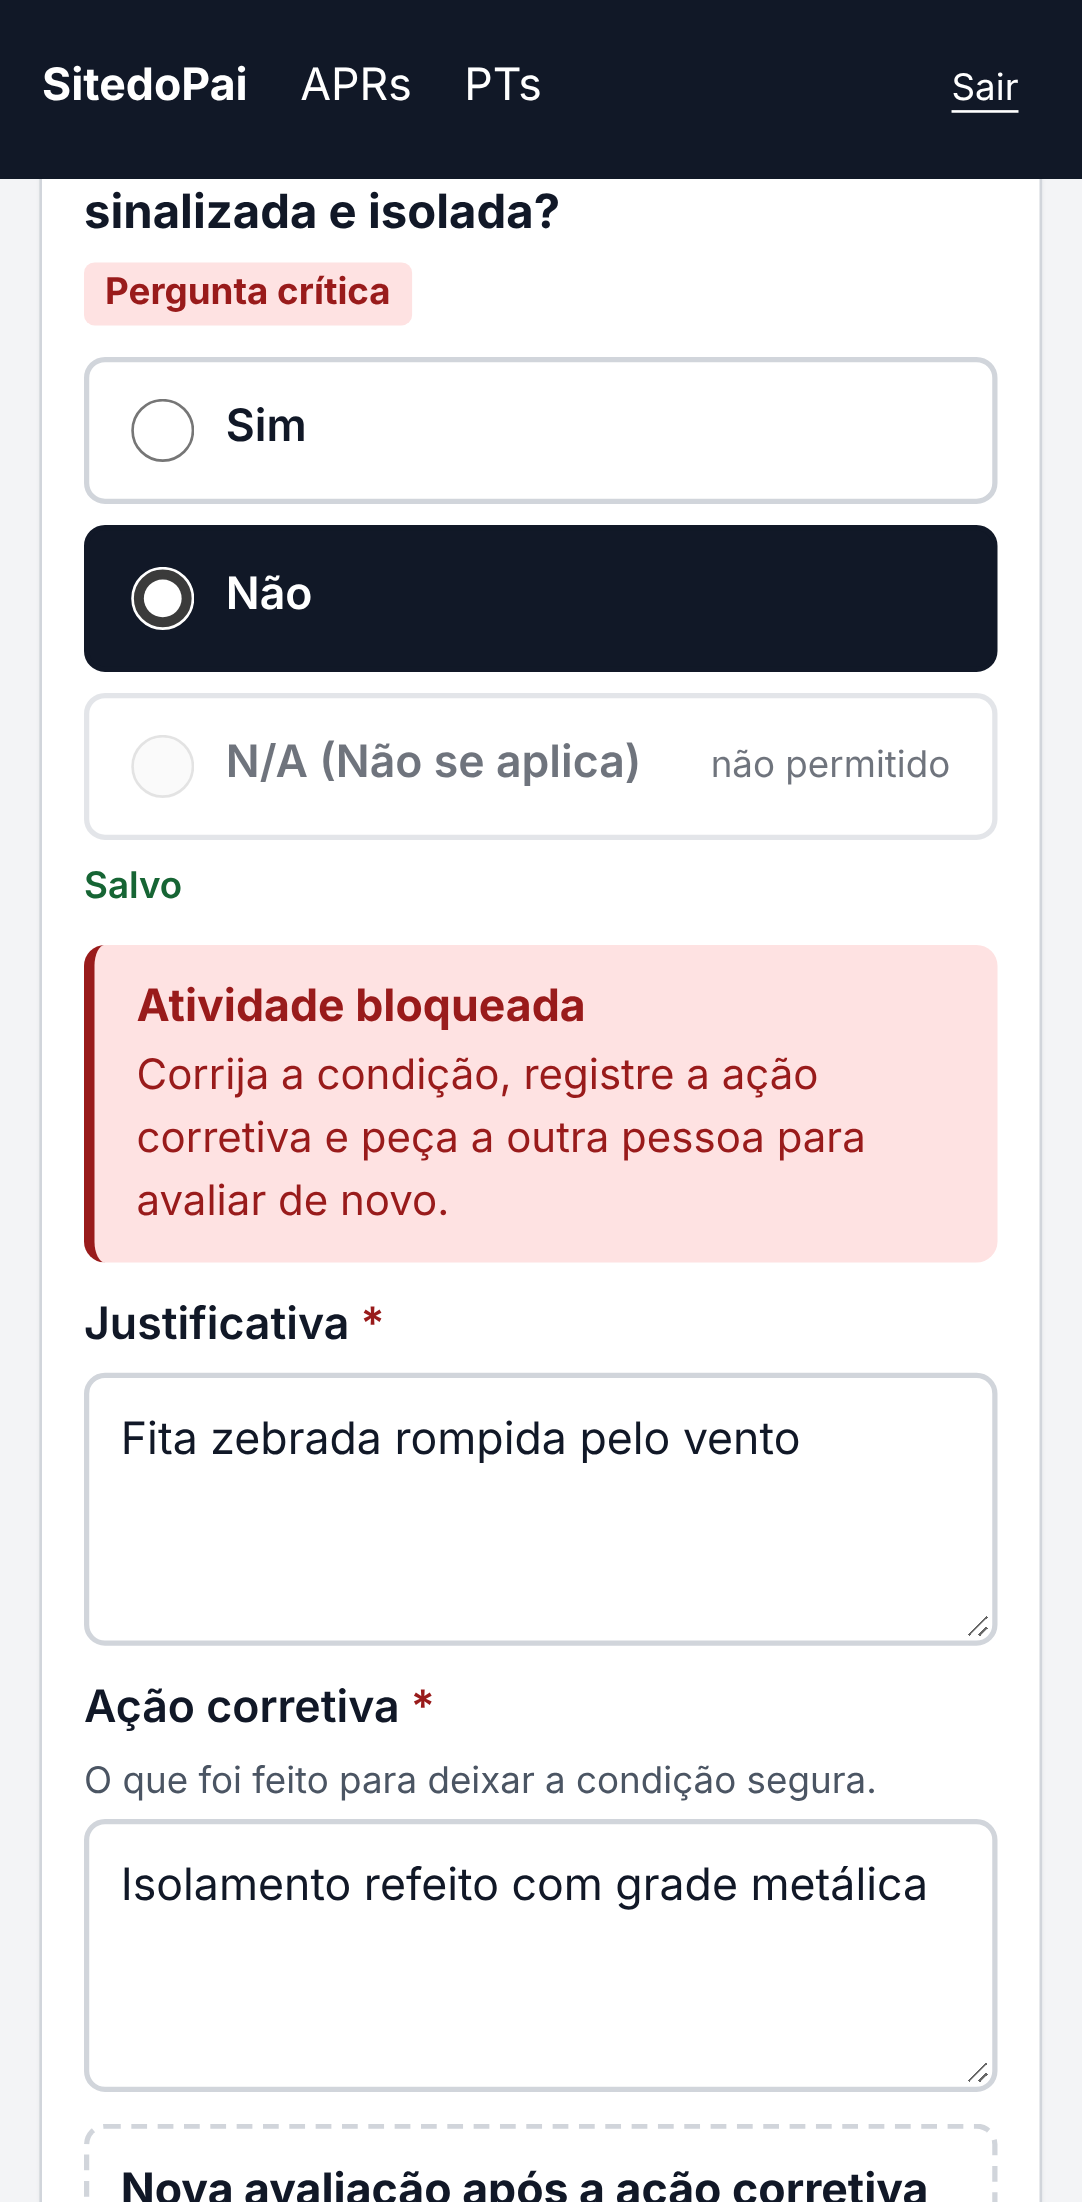 SitedoPai APRs PTs Sair
sinalizada e isolada?
Pergunta crítica
Sim
Não
N/A (Não se aplica) não permitido
Salvo
Atividade bloqueada
Corrija a condição, registre a ação
corretiva e peça a outra pessoa para
avaliar de novo.
Justificativa *
Fita zebrada rompida pelo vento
Ação corretiva *
O que foi feito para deixar a condição segura.
Isolamento refeito com grade metálica
Nova avaliação após a ação corretiva